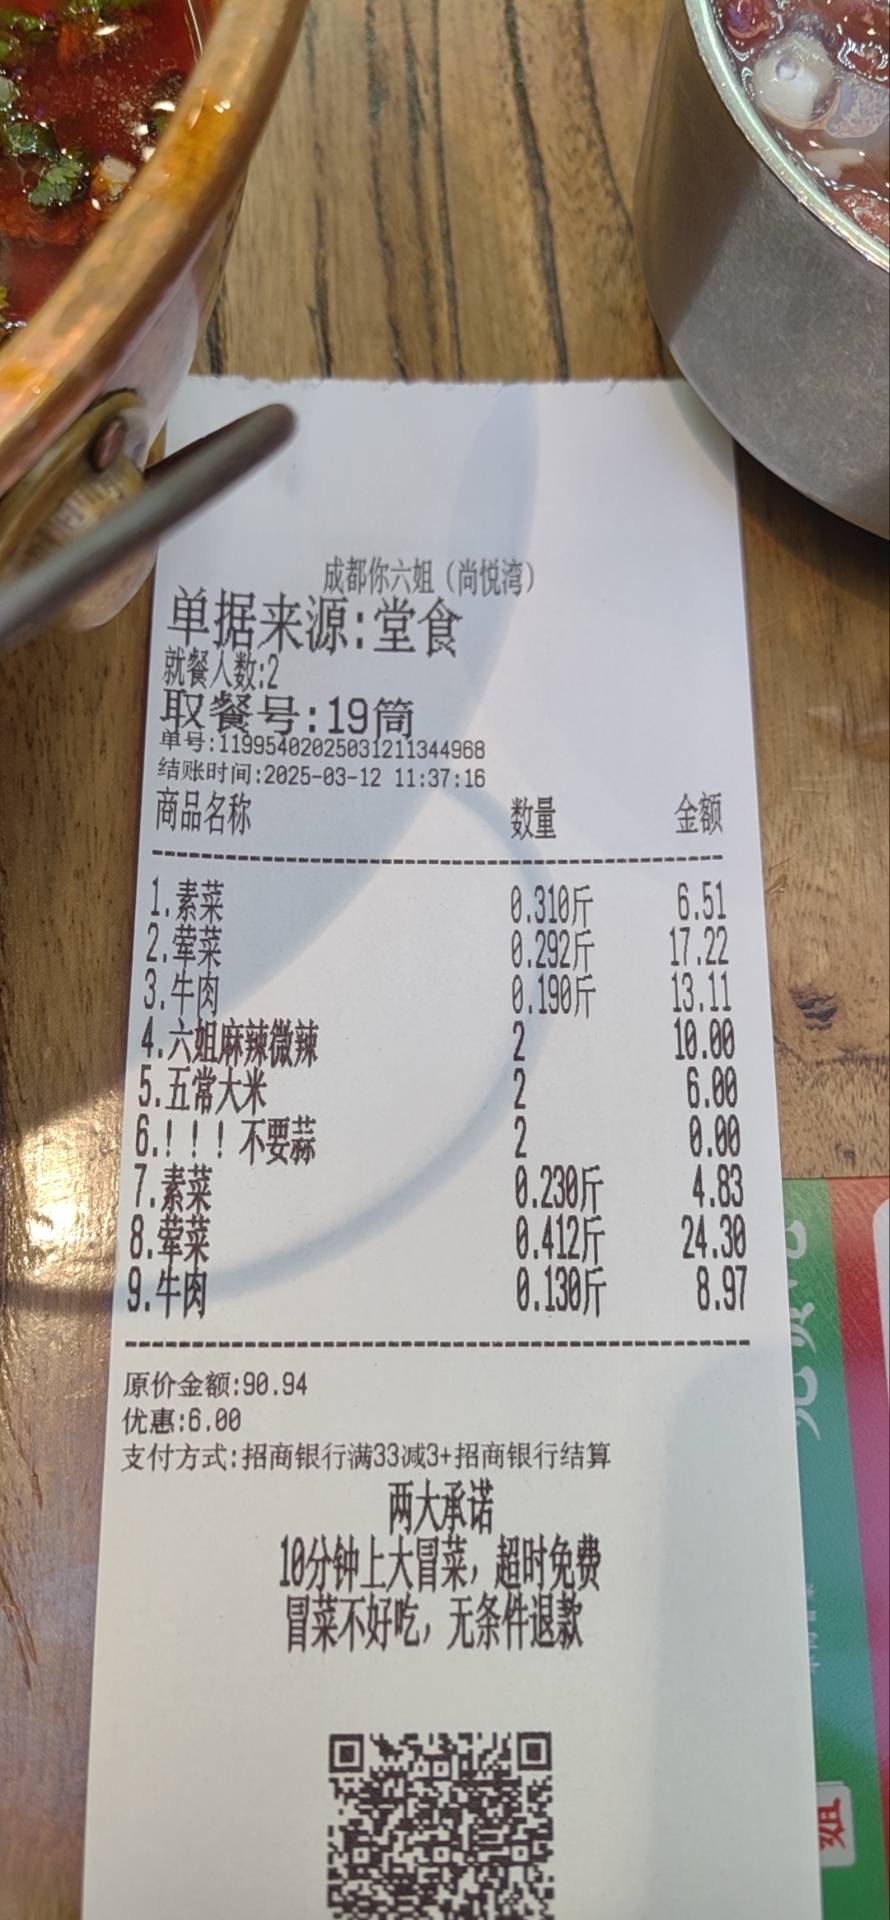 成都你六姐（尚悦湾）
单据来源:堂食
就餐人数:2
取餐号:19筒
单号:11995402025031211344968
结账时间:2025-03-12 11:37:16
商品名称 数量 金额
1.素菜 0.310斤 6.51
2.荤菜 0.292斤 17.22
3.牛肉 0.190斤 13.11
4.六姐麻辣微辣 2 10.00
5.五常大米 2 6.00
6.！！！不要蒜 2 0.00
7.素菜 0.230斤 4.83
8.荤菜 0.412斤 24.30
9.牛肉 0.130斤 8.97
原价金额:90.94
优惠:6.00
支付方式:招商银行满33减3+招商银行结算
两大承诺
10分钟上大冒菜，超时免费
冒菜不好吃，无条件退款
姐